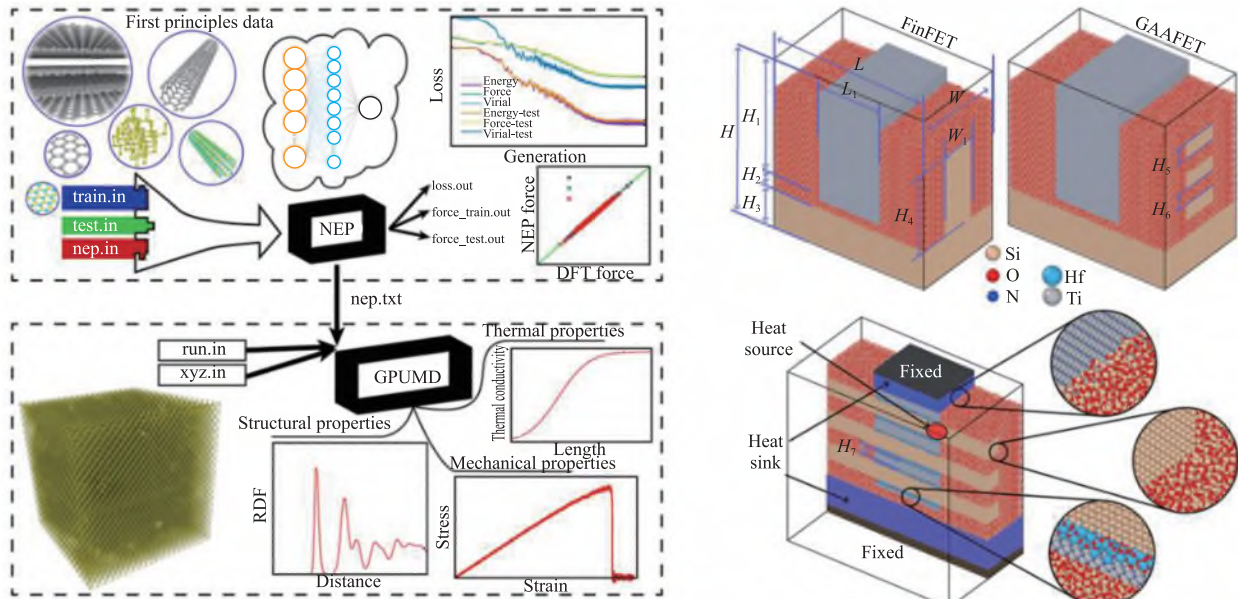 First principles data
Loss
Energy
Force
Virial
Energy-test
Force-test
Virial-test
Generation
train.in
test.in
nep.in
NEP
loss.out
force_train.out
force_test.out
NEP force
DFT force
nep.txt
run.in
xyz.in
GPUMD
Thermal properties
Thermal conductivity
Length
Structural properties
RDF
Distance
Mechanical properties
Stress
Strain
FinFET
GAAFET
L
L1
W
W1
H
H1
H2
H3
H4
H5
H6
Si
O
N
Hf
Ti
Heat
source
Fixed
Heat
sink
H7
Fixed